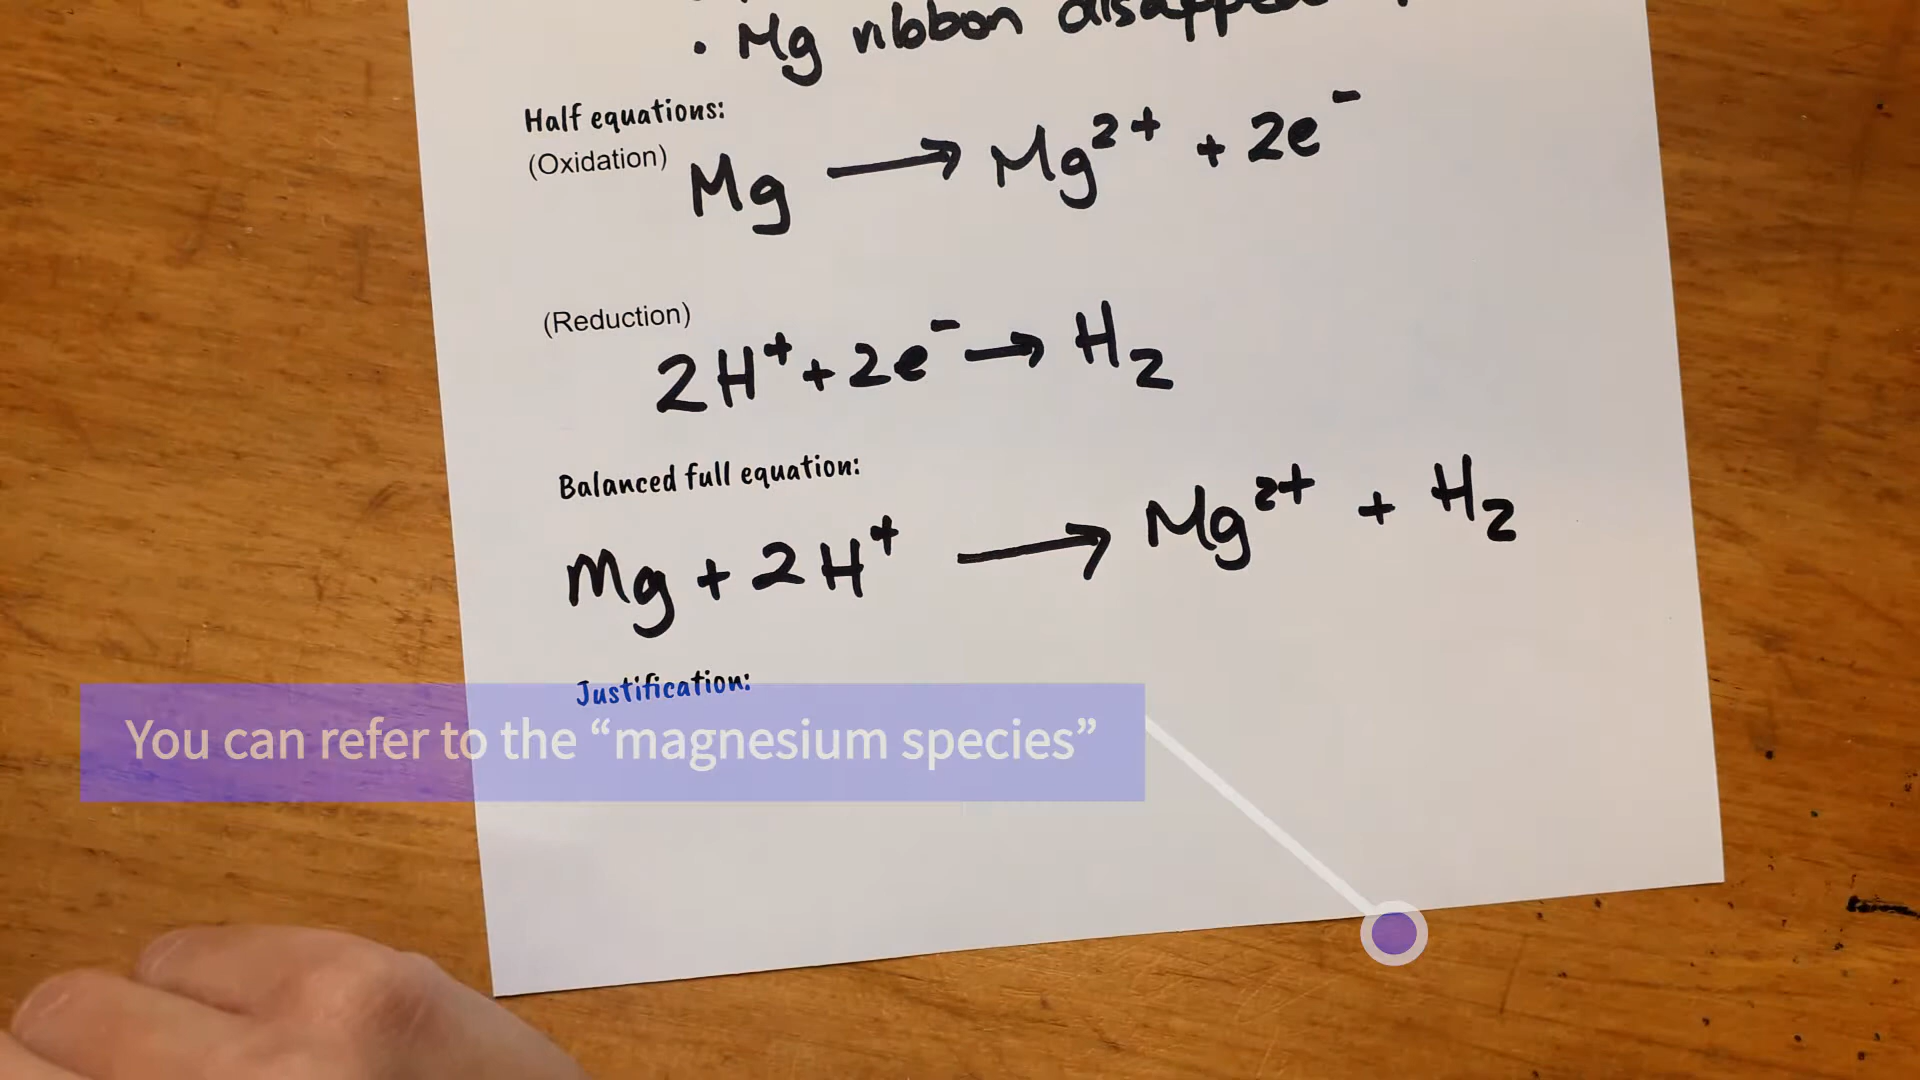 • Mg ribbon
Half equations:
(Oxidation)
Mg → Mg²⁺ + 2e⁻
(Reduction)
2H⁺ + 2e⁻ → H₂
Balanced full equation:
Mg + 2H⁺ → Mg²⁺ + H₂
Justification:
You can refer to the “magnesium species”